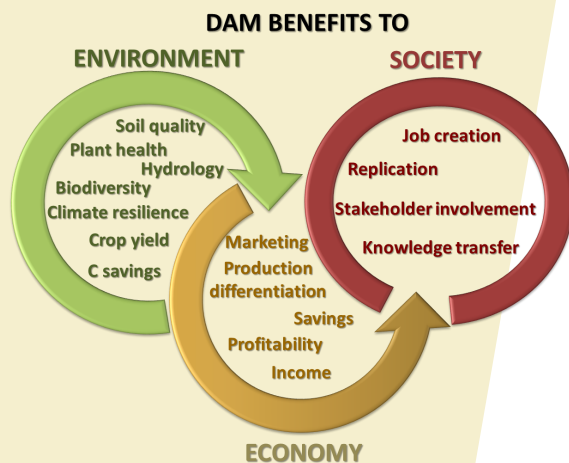 DAM BENEFITS TO
ENVIRONMENT
Soil quality
Plant health
Hydrology
Biodiversity
Climate resilience
Crop yield
C savings
SOCIETY
Job creation
Replication
Stakeholder involvement
Knowledge transfer
Marketing
Production
differentiation
Savings
Profitability
Income
ECONOMY